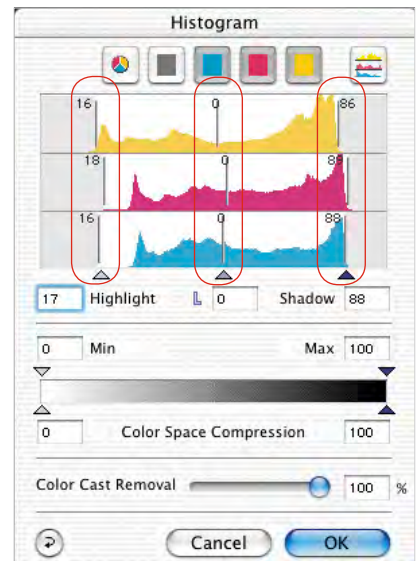 Histogram
16 0 86
18 0 89
16 0 88
17 Highlight L 0 Shadow 88
0 Min Max 100
0 Color Space Compression 100
Color Cast Removal 100 %
Cancel OK